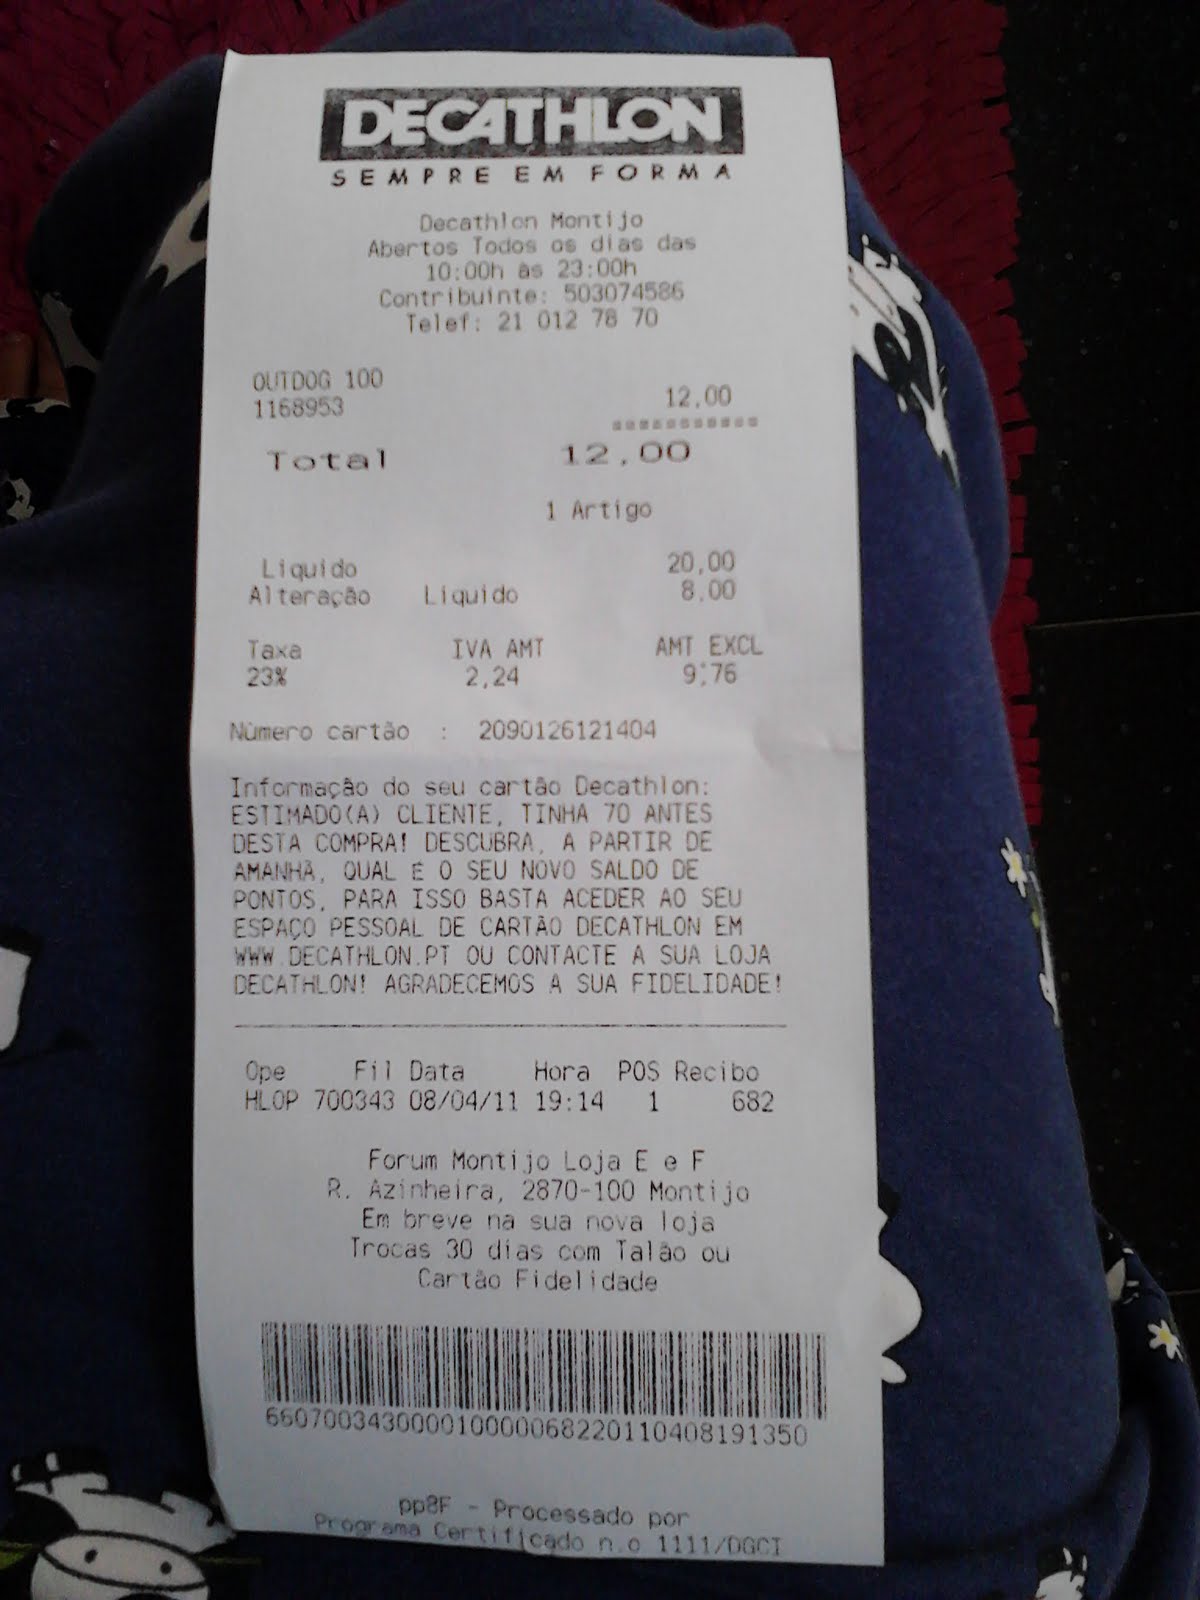 DECATHLON
SEMPRE EM FORMA
Decathlon Montijo
Abertos Todos os dias das
10:00h às 23:00h
Contribuinte: 503074586
Telef: 21 012 78 70
OUTDOG 100
1168953 12,00
Total 12,00
1 Artigo
Liquido 20,00
Alteração Liquido 8,00
Taxa IVA AMT AMT EXCL
23% 2,24 9,76
Número cartão : 2090126121404
Informação do seu cartão Decathlon:
ESTIMADO(A) CLIENTE, TINHA 70 ANTES
DESTA COMPRA! DESCUBRA, A PARTIR DE
AMANHÃ, QUAL É O SEU NOVO SALDO DE
PONTOS, PARA ISSO BASTA ACEDER AO SEU
ESPAÇO PESSOAL DE CARTÃO DECATHLON EM
WWW.DECATHLON.PT OU CONTACTE A SUA LOJA
DECATHLON! AGRADECEMOS A SUA FIDELIDADE!
Ope Fil Data Hora POS Recibo
HLOP 700343 08/04/11 19:14 1 682
Forum Montijo Loja E e F
R. Azinheira, 2870-100 Montijo
Em breve na sua nova loja
Trocas 30 dias com Talão ou
Cartão Fidelidade
660700343000010000068220110408191350
pp8F - Processado por
Programa Certificado n.o 1111/DGCI